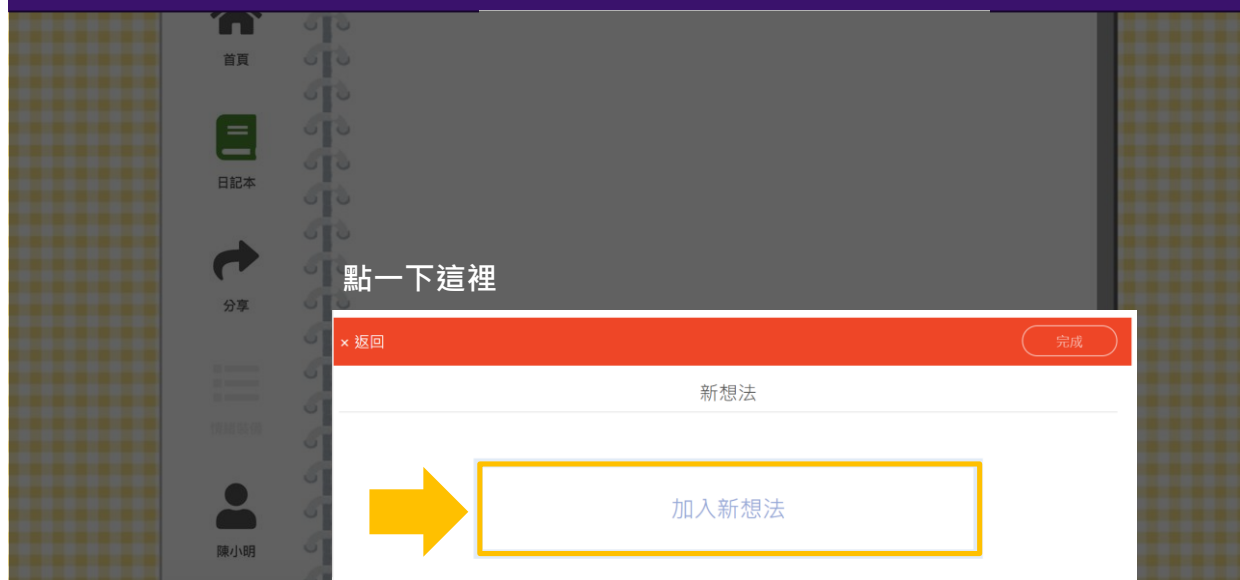 首頁
日記本
點一下這裡
分享
× 返回
完成
新想法
加入新想法
陳小明